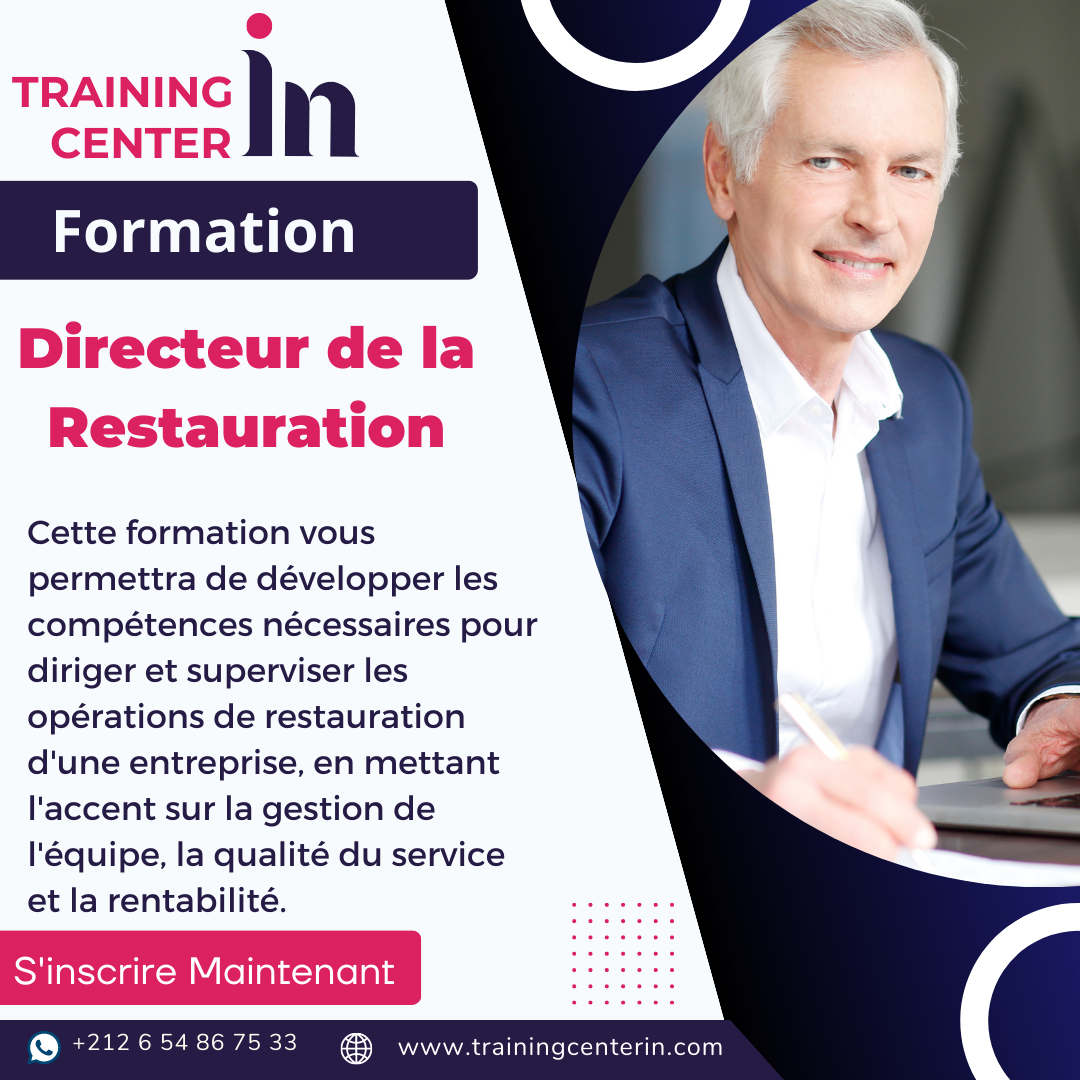 TRAINING
CENTER
in
Formation
Directeur de la
Restauration
Cette formation vous
permettra de développer les
compétences nécessaires pour
diriger et superviser les
opérations de restauration
d'une entreprise, en mettant
l'accent sur la gestion de
l'équipe, la qualité du service
et la rentabilité.
S'inscrire Maintenant
+212 6 54 86 75 33
www.trainingcenterin.com